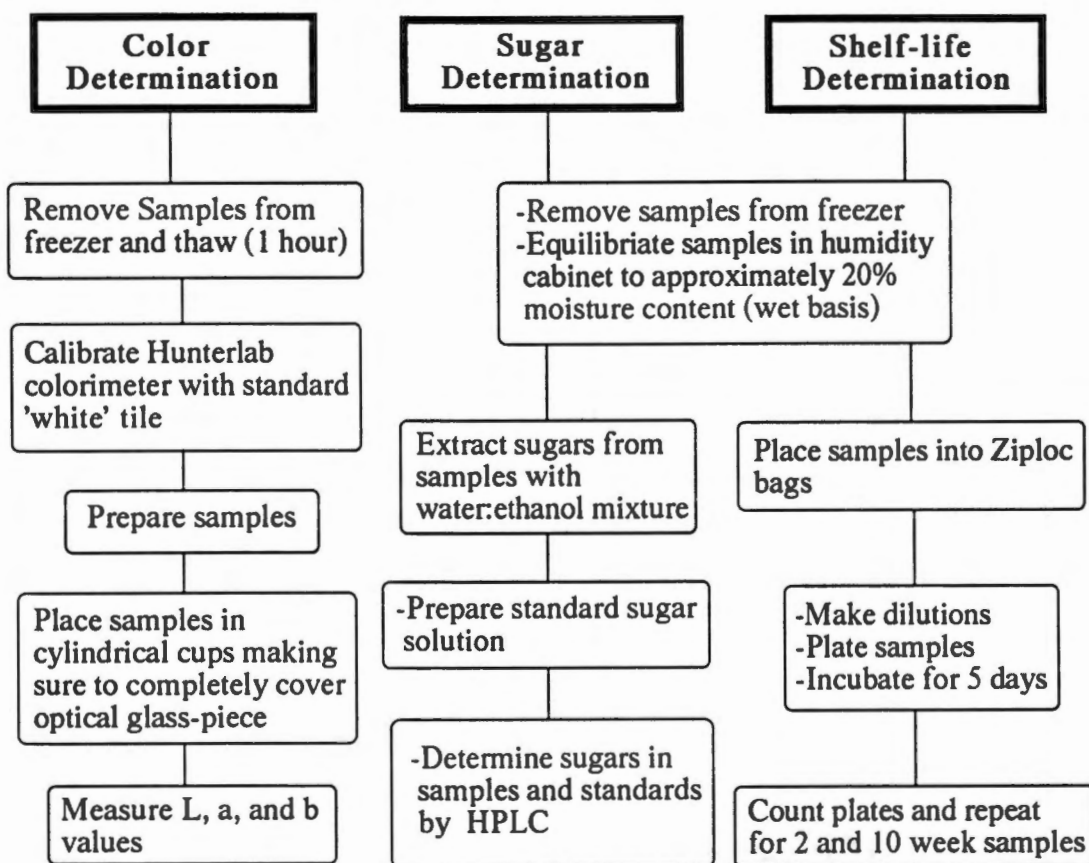 Color
Determination
Remove Samples from
freezer and thaw (1 hour)
Calibrate Hunterlab
colorimeter with standard
'white' tile
Prepare samples
Place samples in
cylindrical cups making
sure to completely cover
optical glass-piece
Measure L, a, and b
values
Sugar
Determination
Shelf-life
Determination
-Remove samples from freezer
-Equilibriate samples in humidity
cabinet to approximately 20%
moisture content (wet basis)
Extract sugars from
samples with
water:ethanol mixture
-Prepare standard sugar
solution
-Determine sugars in
samples and standards
by HPLC
Place samples into Ziploc
bags
-Make dilutions
-Plate samples
-Incubate for 5 days
Count plates and repeat
for 2 and 10 week samples